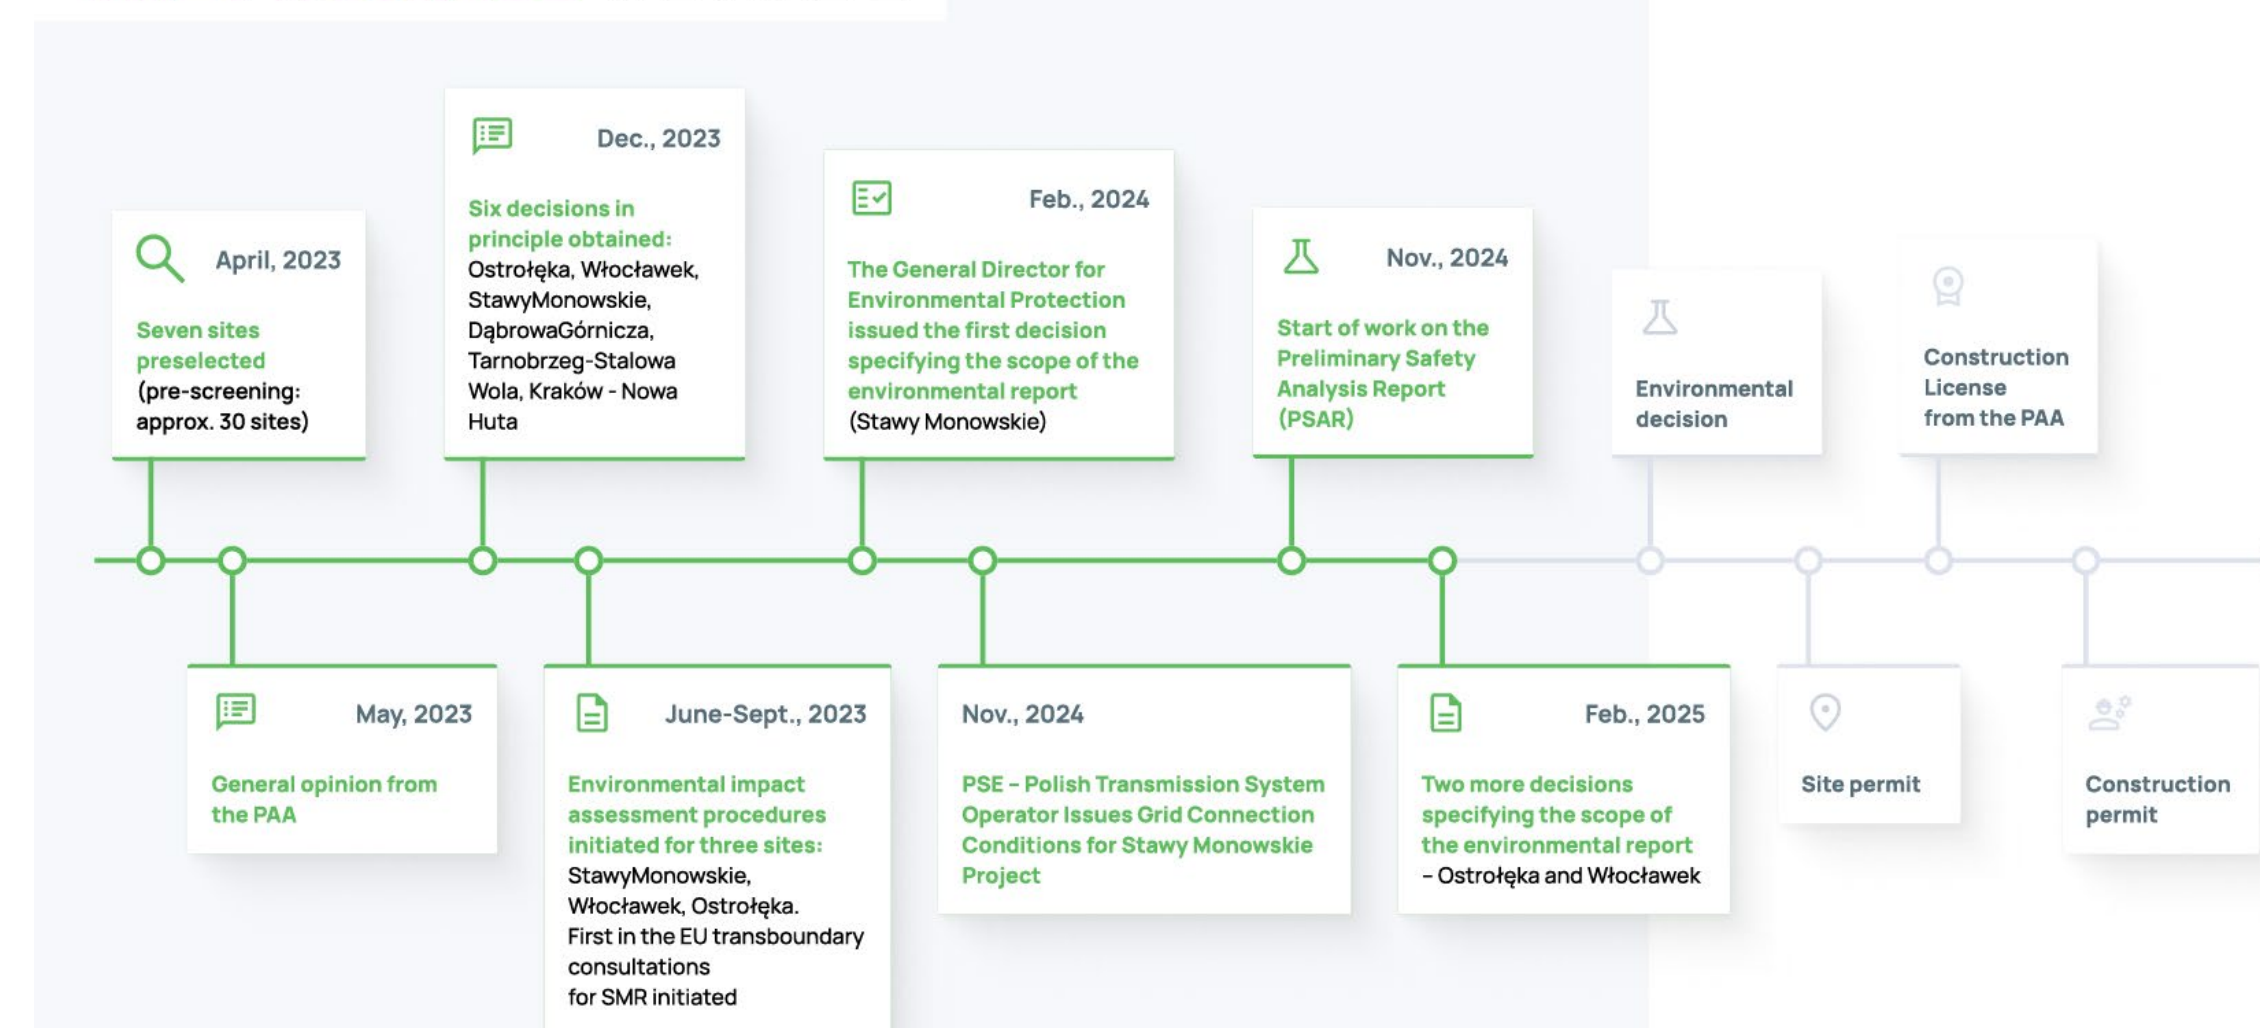 April, 2023
Seven sites
preselected
(pre-screening:
approx. 30 sites)
May, 2023
General opinion from
the PAA
Dec., 2023
Six decisions in
principle obtained:
Ostrołęka, Włocławek,
StawyMonowskie,
DąbrowaGórnicza,
Tarnobrzeg-Stalowa
Wola, Kraków - Nowa
Huta
June-Sept., 2023
Environmental impact
assessment procedures
initiated for three sites:
StawyMonowskie,
Włocławek, Ostrołęka.
First in the EU transboundary
consultations
for SMR initiated
Feb., 2024
The General Director for
Environmental Protection
issued the first decision
specifying the scope of the
environmental report
(Stawy Monowskie)
Nov., 2024
PSE – Polish Transmission System
Operator Issues Grid Connection
Conditions for Stawy Monowskie
Project
Nov., 2024
Start of work on the
Preliminary Safety
Analysis Report
(PSAR)
Feb., 2025
Two more decisions
specifying the scope of
the environmental report
– Ostrołęka and Włocławek
Environmental
decision
Site permit
Construction
License
from the PAA
Construction
permit